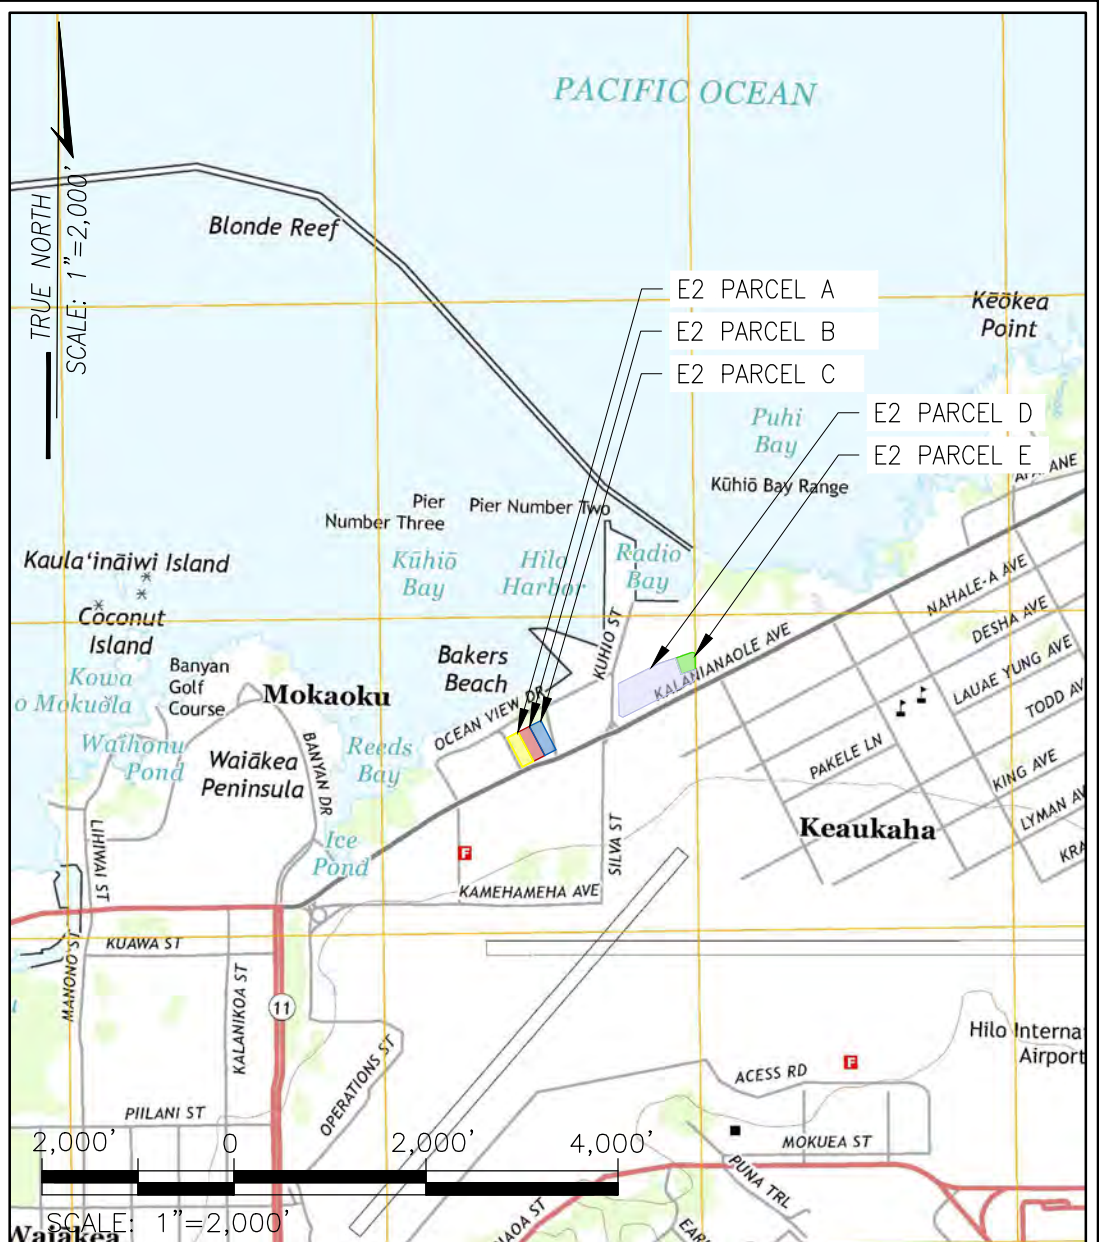 PACIFIC OCEAN
TRUE NORTH
SCALE: 1"=2,000'
Blonde Reef
E2 PARCEL A
E2 PARCEL B
E2 PARCEL C
Kēōkea
Point
E2 PARCEL D
E2 PARCEL E
Puhi
Bay
Kūhiō Bay Range
Pier
Number Three
Pier Number Two
Kūhiō
Bay
Hilo
Harbor
Radio
Bay
Kaula‘ināiwi Island
Coconut
Island
Kowa
o Mokuōla
Banyan
Golf
Course
Mokaoku
Bakers
Beach
KUHIO ST
KALANIANAOLE AVE
NAHALE-A AVE
DESHA AVE
LAUAE YUNG AVE
TODD AV
KING AVE
LYMAN AV
KRA
PAKELE LN
OCEAN VIEW DR
Waihonu
Pond
Waiākea
Peninsula
BANYAN DR
Reeds
Bay
Ice
Pond
LIHIWAI ST
SILVA ST
Keaukaha
F
KAMEHAMEHA AVE
KUAWA ST
MANONO ST
KALANIKOA ST
11
OPERATIONS ST
Hilo Interna
Airport
F
ACESS RD
MOKUEA ST
PUNA TRL
PIILANI ST
2,000' 0 2,000' 4,000'
SCALE: 1"=2,000'
Waiākea